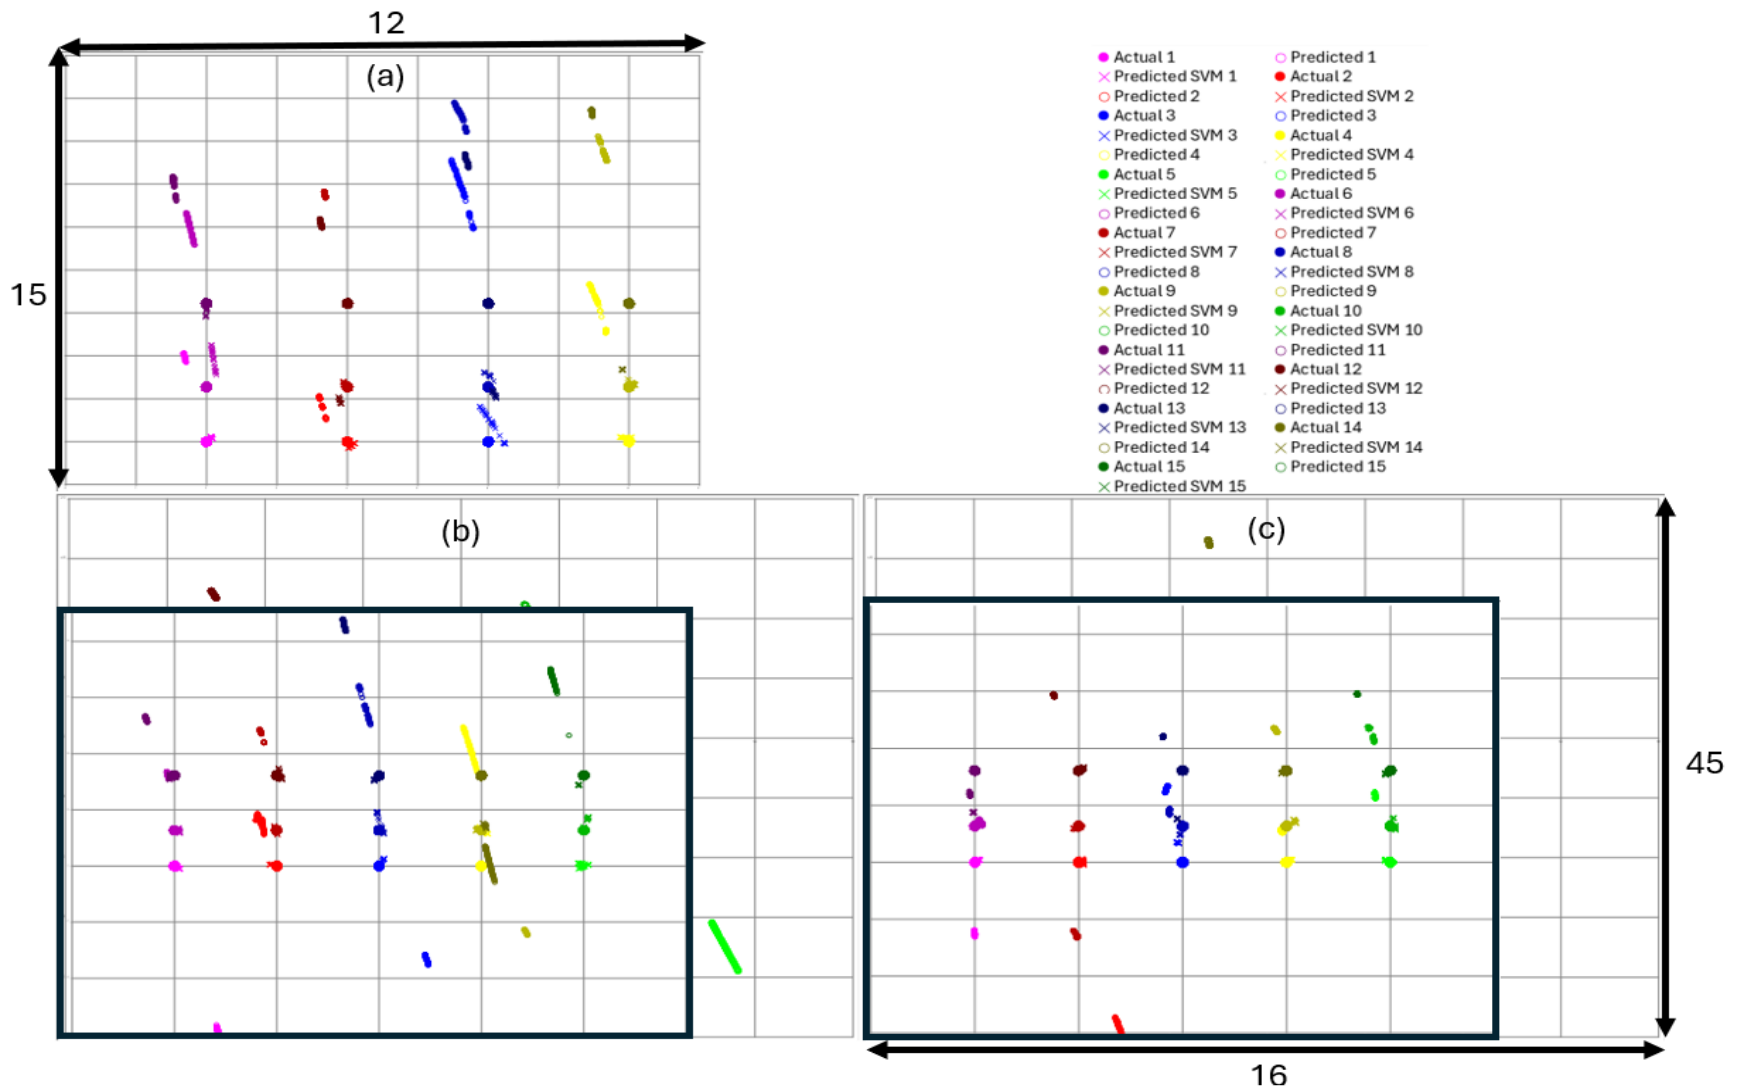 12
(a)
15
Actual 1 Predicted 1
Predicted SVM 1 Actual 2
Predicted 2 Predicted SVM 2
Actual 3 Predicted 3
Predicted SVM 3 Actual 4
Predicted 4 Predicted SVM 4
Actual 5 Predicted 5
Predicted SVM 5 Actual 6
Predicted 6 Predicted SVM 6
Actual 7 Predicted 7
Predicted SVM 7 Actual 8
Predicted 8 Predicted SVM 8
Actual 9 Predicted 9
Predicted SVM 9 Actual 10
Predicted 10 Predicted SVM 10
Actual 11 Predicted 11
Predicted SVM 11 Actual 12
Predicted 12 Predicted SVM 12
Actual 13 Predicted 13
Predicted SVM 13 Actual 14
Predicted 14 Predicted SVM 14
Actual 15 Predicted 15
Predicted SVM 15
(b)
(c)
45
16